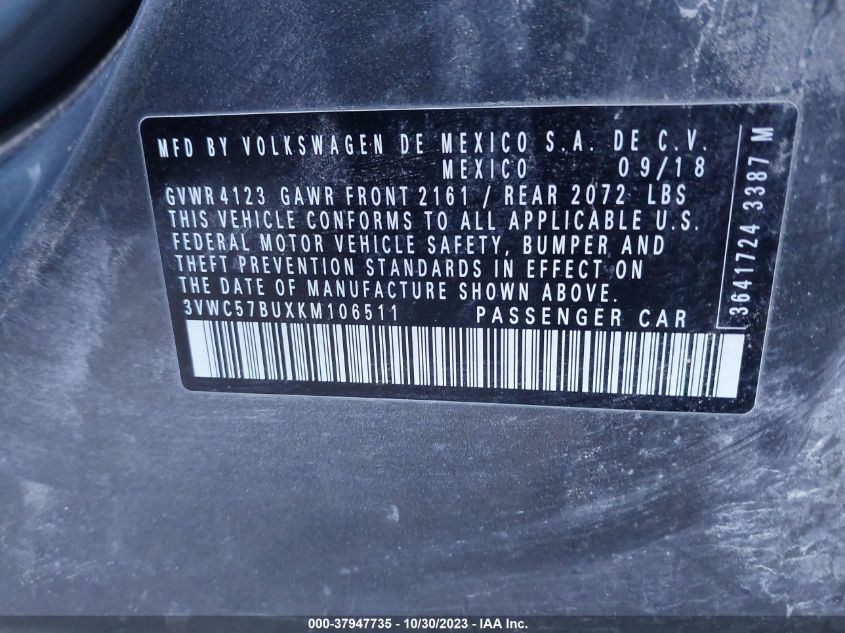 MFD BY VOLKSWAGEN DE MEXICO S.A. DE C.V.
MEXICO 09/18
GVWR 4123 GAWR FRONT 2161 / REAR 2072 LBS
THIS VEHICLE CONFORMS TO ALL APPLICABLE U.S.
FEDERAL MOTOR VEHICLE SAFETY, BUMPER AND
THEFT PREVENTION STANDARDS IN EFFECT ON
THE DATE OF MANUFACTURE SHOWN ABOVE.
3VWC57BUXKM106511 PASSENGER CAR
3641724 3387 M
000-37947735 - 10/30/2023 - IAA Inc.